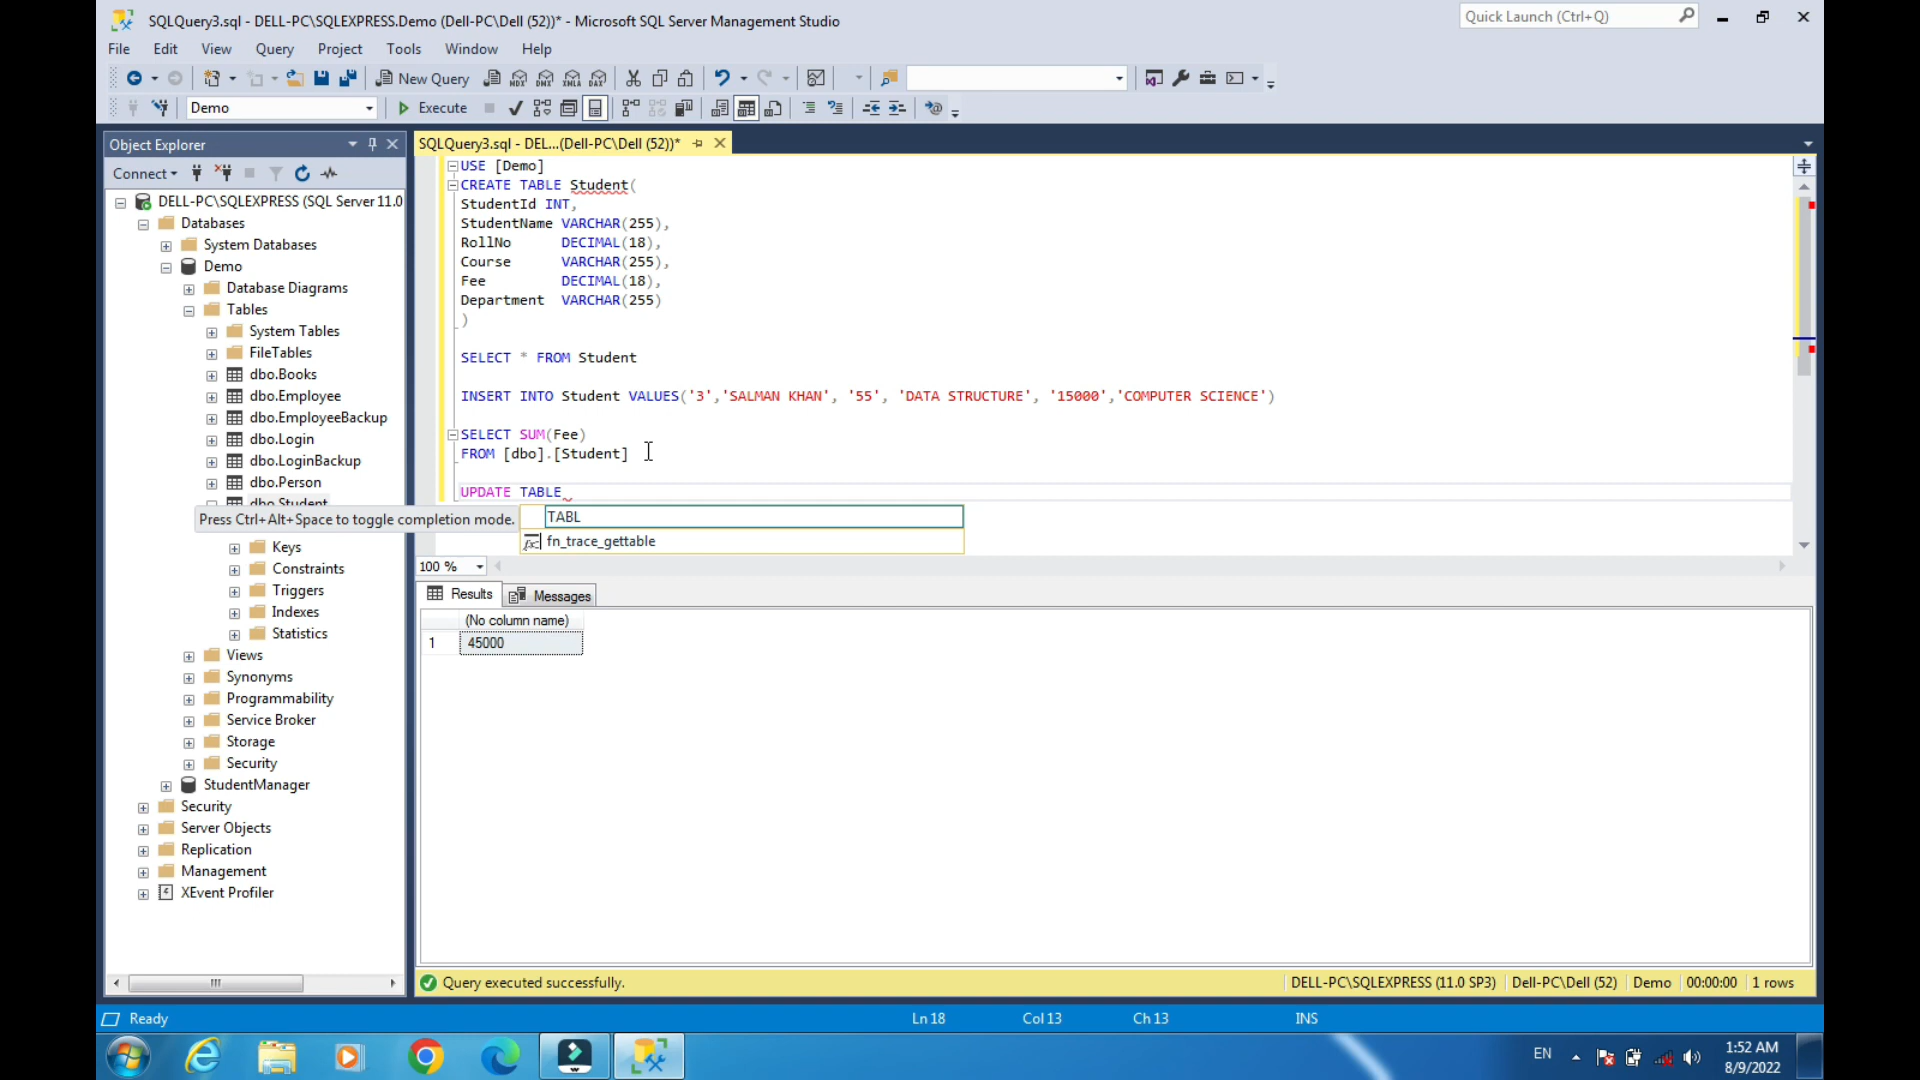 SQLQuery3.sql - DELL-PC\SQLEXPRESS.Demo (Dell-PC\Dell (52))* - Microsoft SQL Server Management Studio
Quick Launch (Ctrl+Q)
File Edit View Query Project Tools Window Help
New Query
MDX DMX XMLA DAX
Demo
Execute
Object Explorer
SQLQuery3.sql - DEL...(Dell-PC\Dell (52))*
Connect
DELL-PC\SQLEXPRESS (SQL Server 11.0
Databases
System Databases
Demo
Database Diagrams
Tables
System Tables
FileTables
dbo.Books
dbo.Employee
dbo.EmployeeBackup
dbo.Login
dbo.LoginBackup
dbo.Person
dbo.Student
Press Ctrl+Alt+Space to toggle completion mode.
Keys
Constraints
Triggers
Indexes
Statistics
Views
Synonyms
Programmability
Service Broker
Storage
Security
StudentManager
Security
Server Objects
Replication
Management
XEvent Profiler
USE [Demo]
CREATE TABLE Student(
StudentId INT,
StudentName VARCHAR(255),
RollNo DECIMAL(18),
Course VARCHAR(255),
Fee DECIMAL(18),
Department VARCHAR(255)
)
SELECT * FROM Student
INSERT INTO Student VALUES('3','SALMAN KHAN', '55', 'DATA STRUCTURE', '15000','COMPUTER SCIENCE')
SELECT SUM(Fee)
FROM [dbo].[Student]
UPDATE TABLE
TABL
fn_trace_gettable
100 %
Results Messages
(No column name)
1 45000
Query executed successfully.
DELL-PC\SQLEXPRESS (11.0 SP3) Dell-PC\Dell (52) Demo 00:00:00 1 rows
Ready Ln 18 Col 13 Ch 13 INS
EN
1:52 AM
8/9/2022